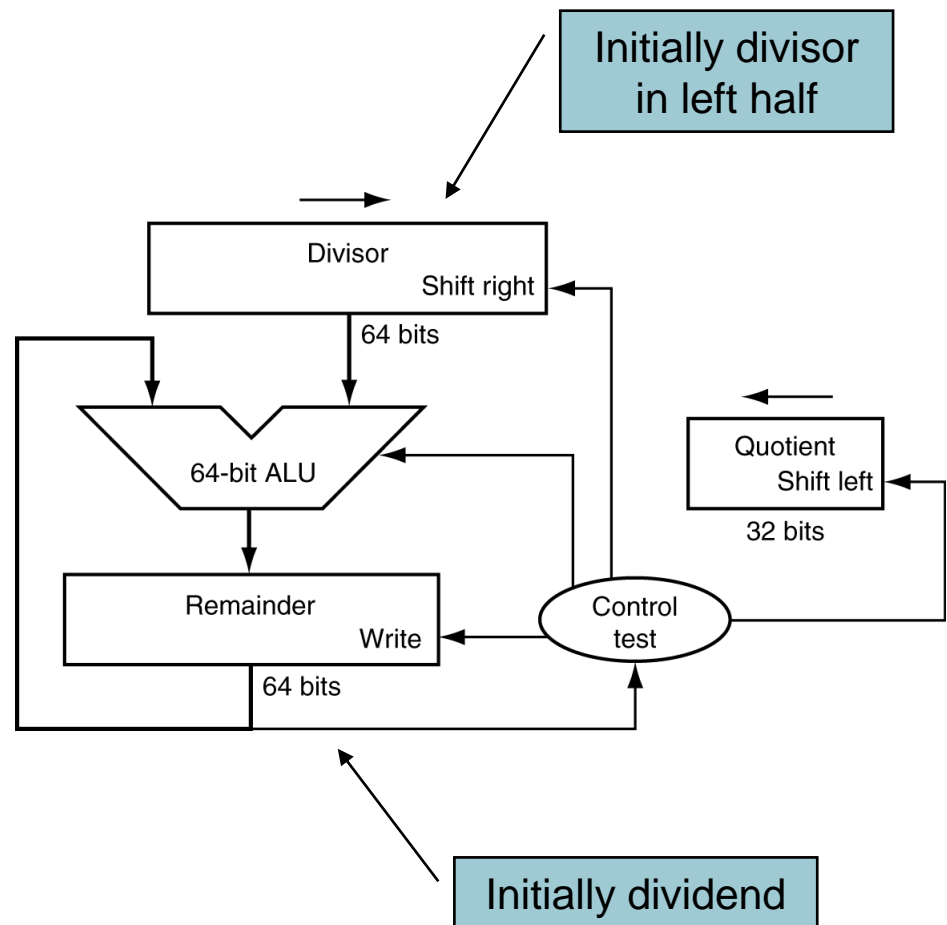 Initially divisor
in left half
Divisor
Shift right
64 bits
64-bit ALU
Quotient
Shift left
32 bits
Remainder
Write
Control
test
64 bits
Initially dividend